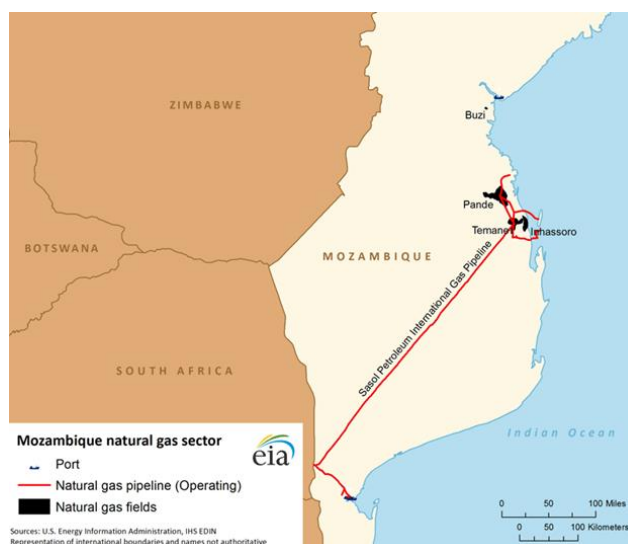 ZIMBABWE
Buzi
Pande
BOTSWANA
Temane
Inhassoro
MOZAMBIQUE
Sasol Petroleum International Gas Pipeline
SOUTH AFRICA
Indian Ocean
Mozambique natural gas sector
eia
Port
Natural gas pipeline (Operating)
Natural gas fields
0 25 50 100 Miles
0 25 50 100 Kilometers
Sources: U.S. Energy Information Administration, IHS EDIN
Representation of international boundaries and names not authoritative